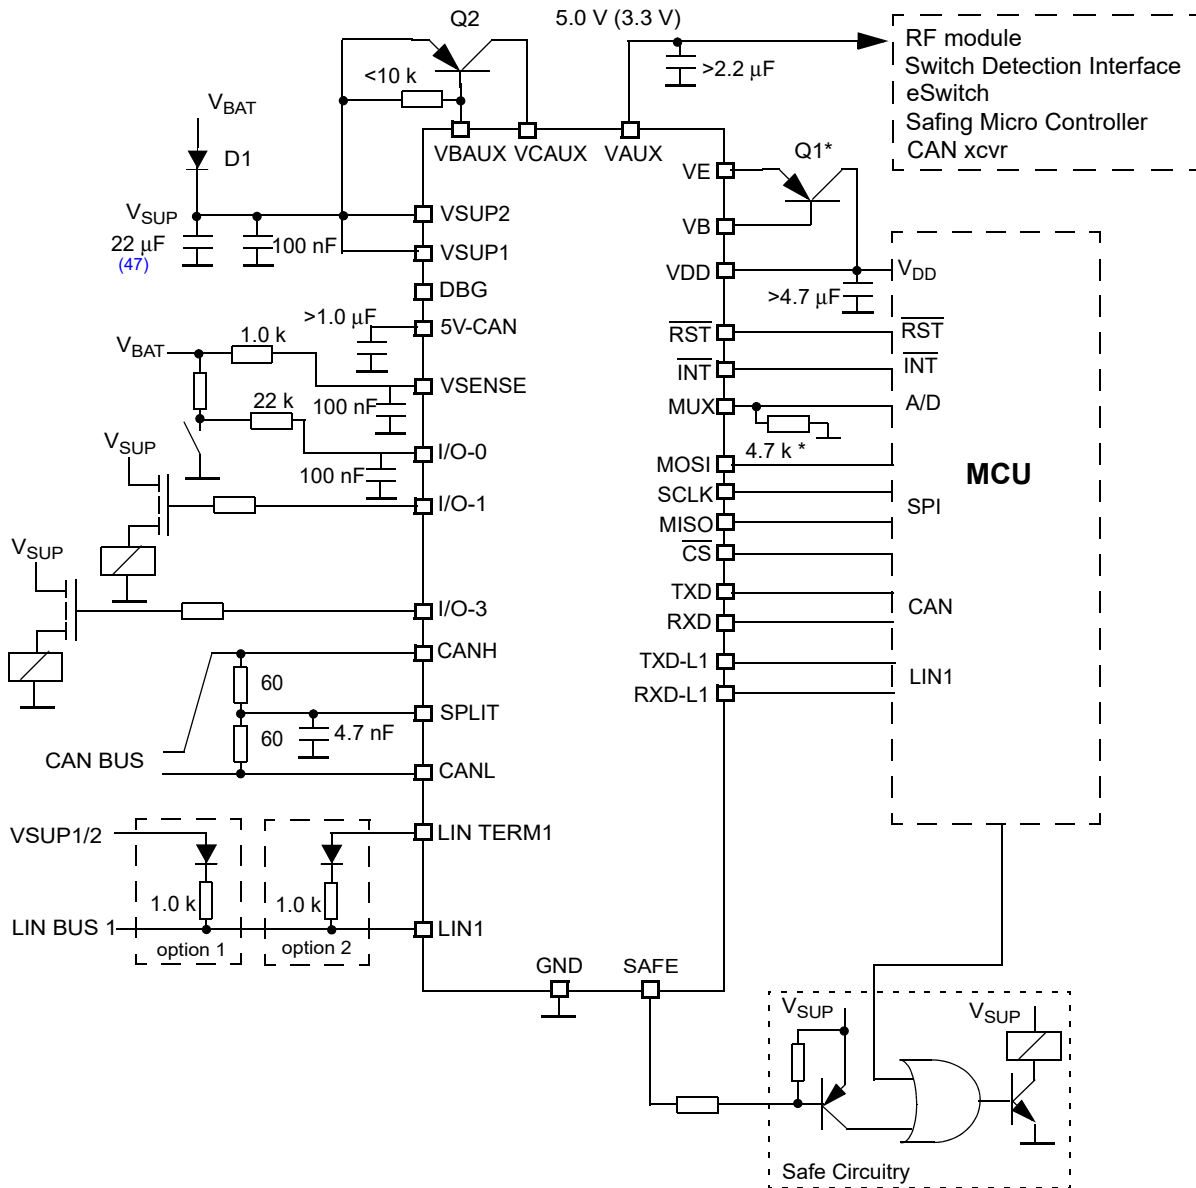 Q2
5.0 V (3.3 V)
RF module
Switch Detection Interface
eSwitch
Safing Micro Controller
CAN xcvr
>2.2 μF
<10 k
VBAT
D1
VBAUX
VCAUX
VAUX
Q1*
VE
VB
VSUP
VSUP2
22 μF
(47)
100 nF
VSUP1
VDD
VDD
>4.7 μF
DBG
>1.0 μF
5V-CAN
RST
RST
VBAT
1.0 k
INT
INT
VSENSE
100 nF
MUX
A/D
22 k
4.7 k *
VSUP
I/O-0
100 nF
MOSI
MCU
SCLK
SPI
I/O-1
MISO
CS
VSUP
TXD
CAN
I/O-3
RXD
CANH
TXD-L1
LIN1
RXD-L1
60
SPLIT
60
4.7 nF
CAN BUS
CANL
VSUP1/2
LIN TERM1
1.0 k
1.0 k
LIN BUS 1
LIN1
option 1
option 2
GND
SAFE
VSUP
VSUP
Safe Circuitry